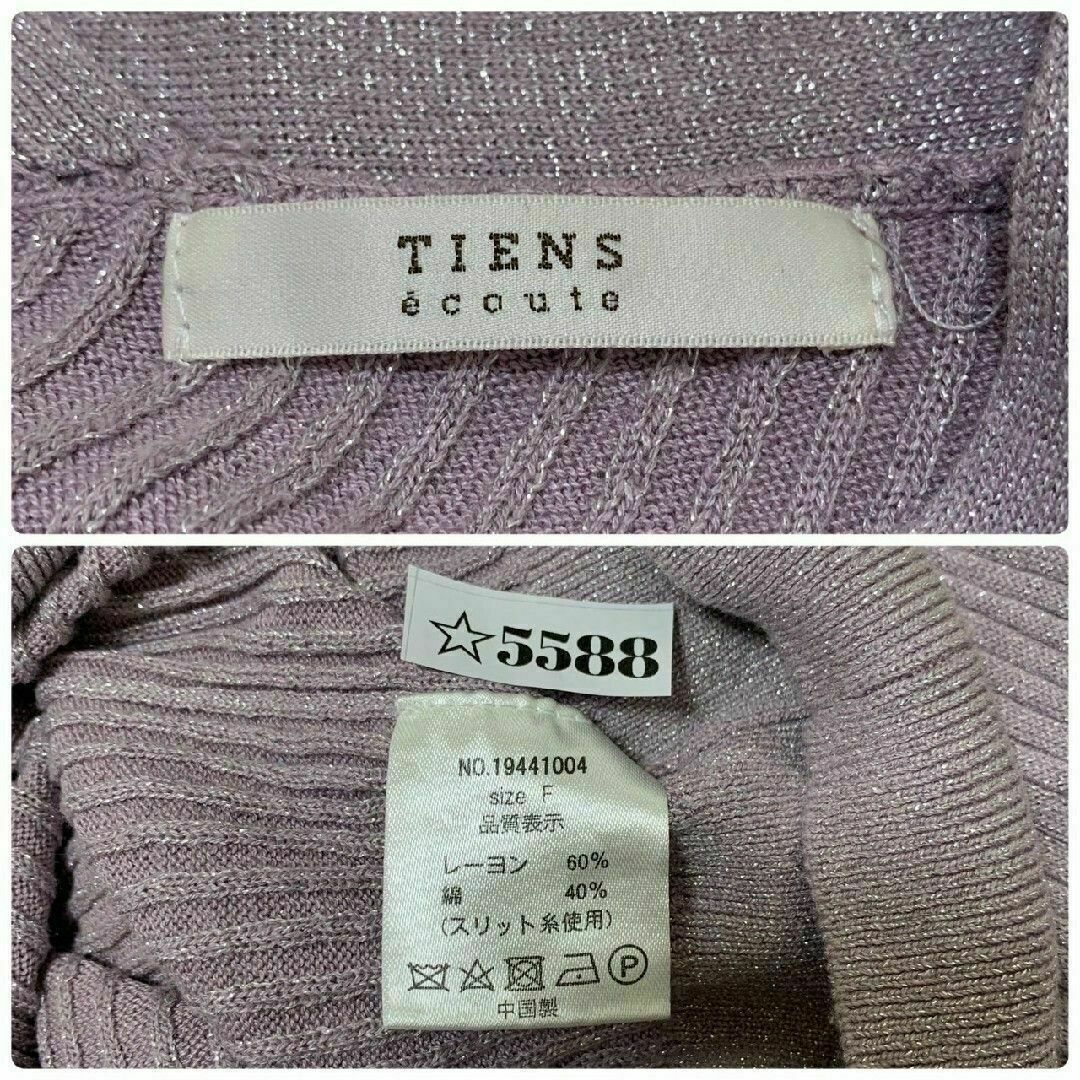 TIENS
écoute
☆5588
NO.19441004
size F
品質表示
レーヨン 60%
綿 40%
(スリット糸使用)
P
中国製